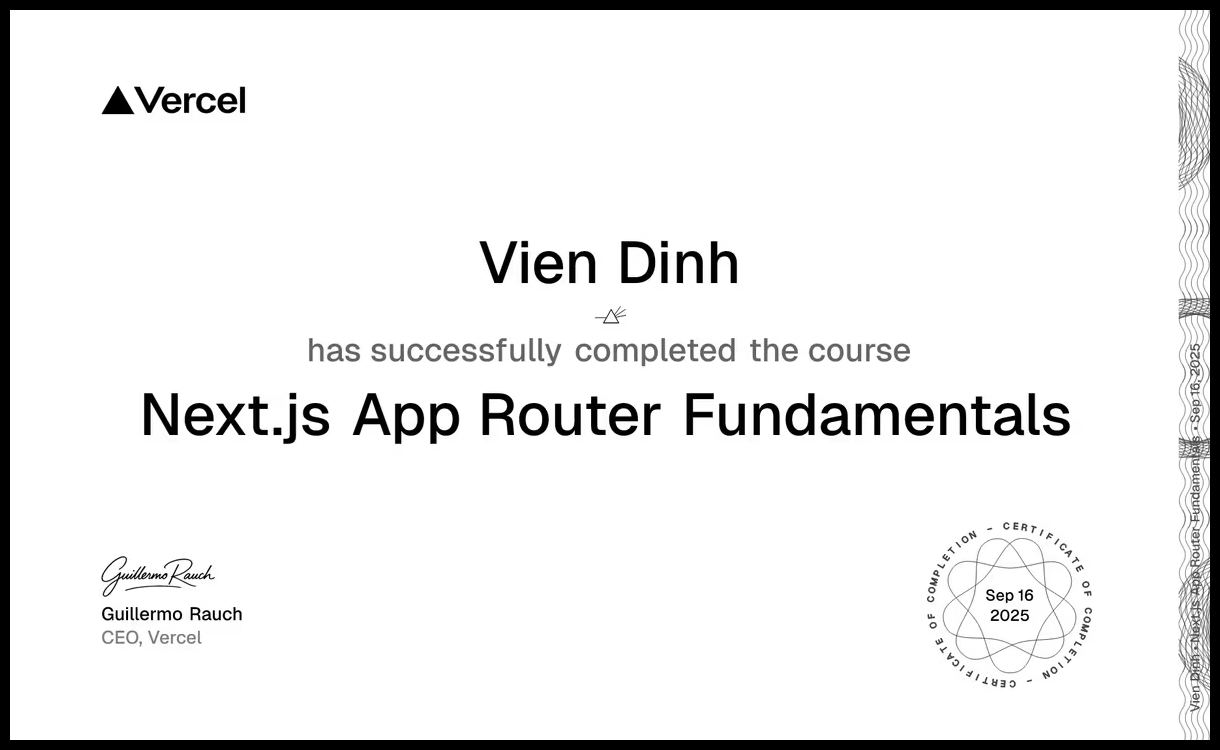 Vercel
Vien Dinh
has successfully completed the course
Next.js App Router Fundamentals
Guillermo Rauch
Guillermo Rauch
CEO, Vercel
CERTIFICATE OF COMPLETION – CERTIFICATE OF COMPLETION –
Sep 16
2025
Vien Dinh • Next.js App Router Fundamentals • Sep 16, 2025